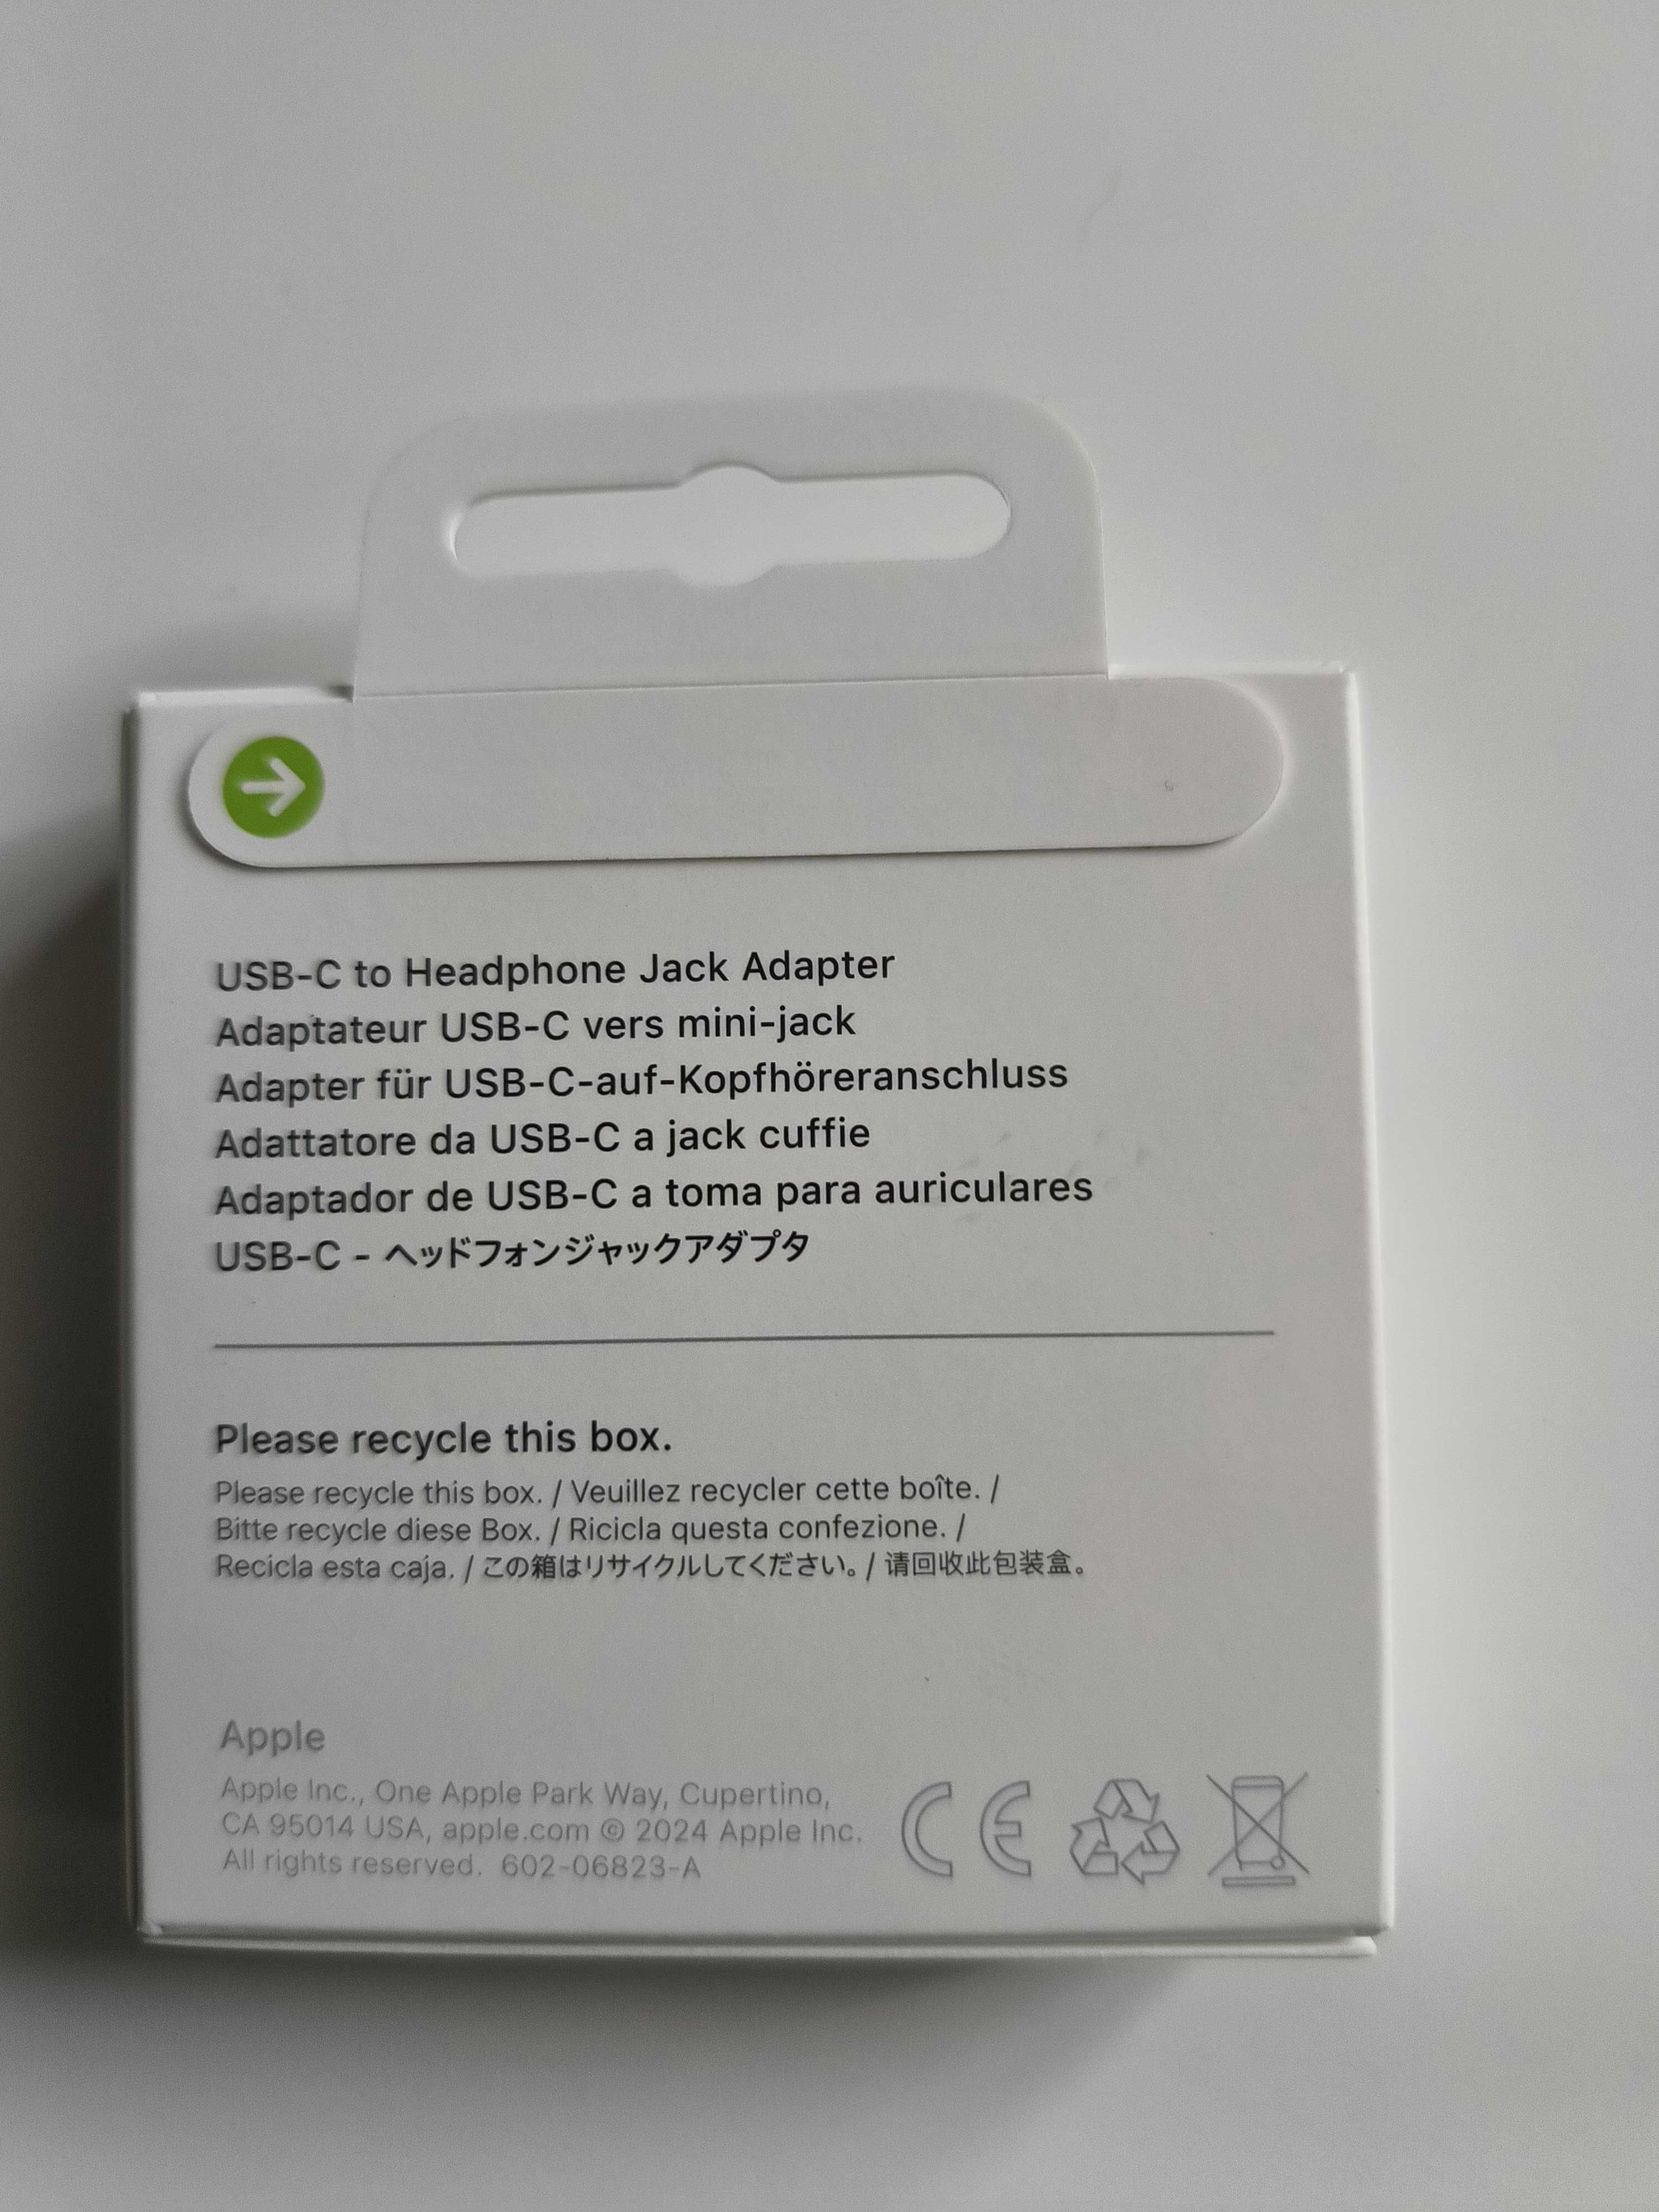 USB-C to Headphone Jack Adapter
Adaptateur USB-C vers mini-jack
Adapter für USB-C-auf-Kopfhöreranschluss
Adattatore da USB-C a jack cuffie
Adaptador de USB-C a toma para auriculares
USB-C - ヘッドフォンジャックアダプタ
Please recycle this box.
Please recycle this box. / Veuillez recycler cette boîte. /
Bitte recycle diese Box. / Ricicla questa confezione. /
Recicla esta caja. / この箱はリサイクルしてください。 / 请回收此包装盒。
Apple
Apple Inc., One Apple Park Way, Cupertino,
CA 95014 USA, apple.com © 2024 Apple Inc.
All rights reserved. 602-06823-A
CE